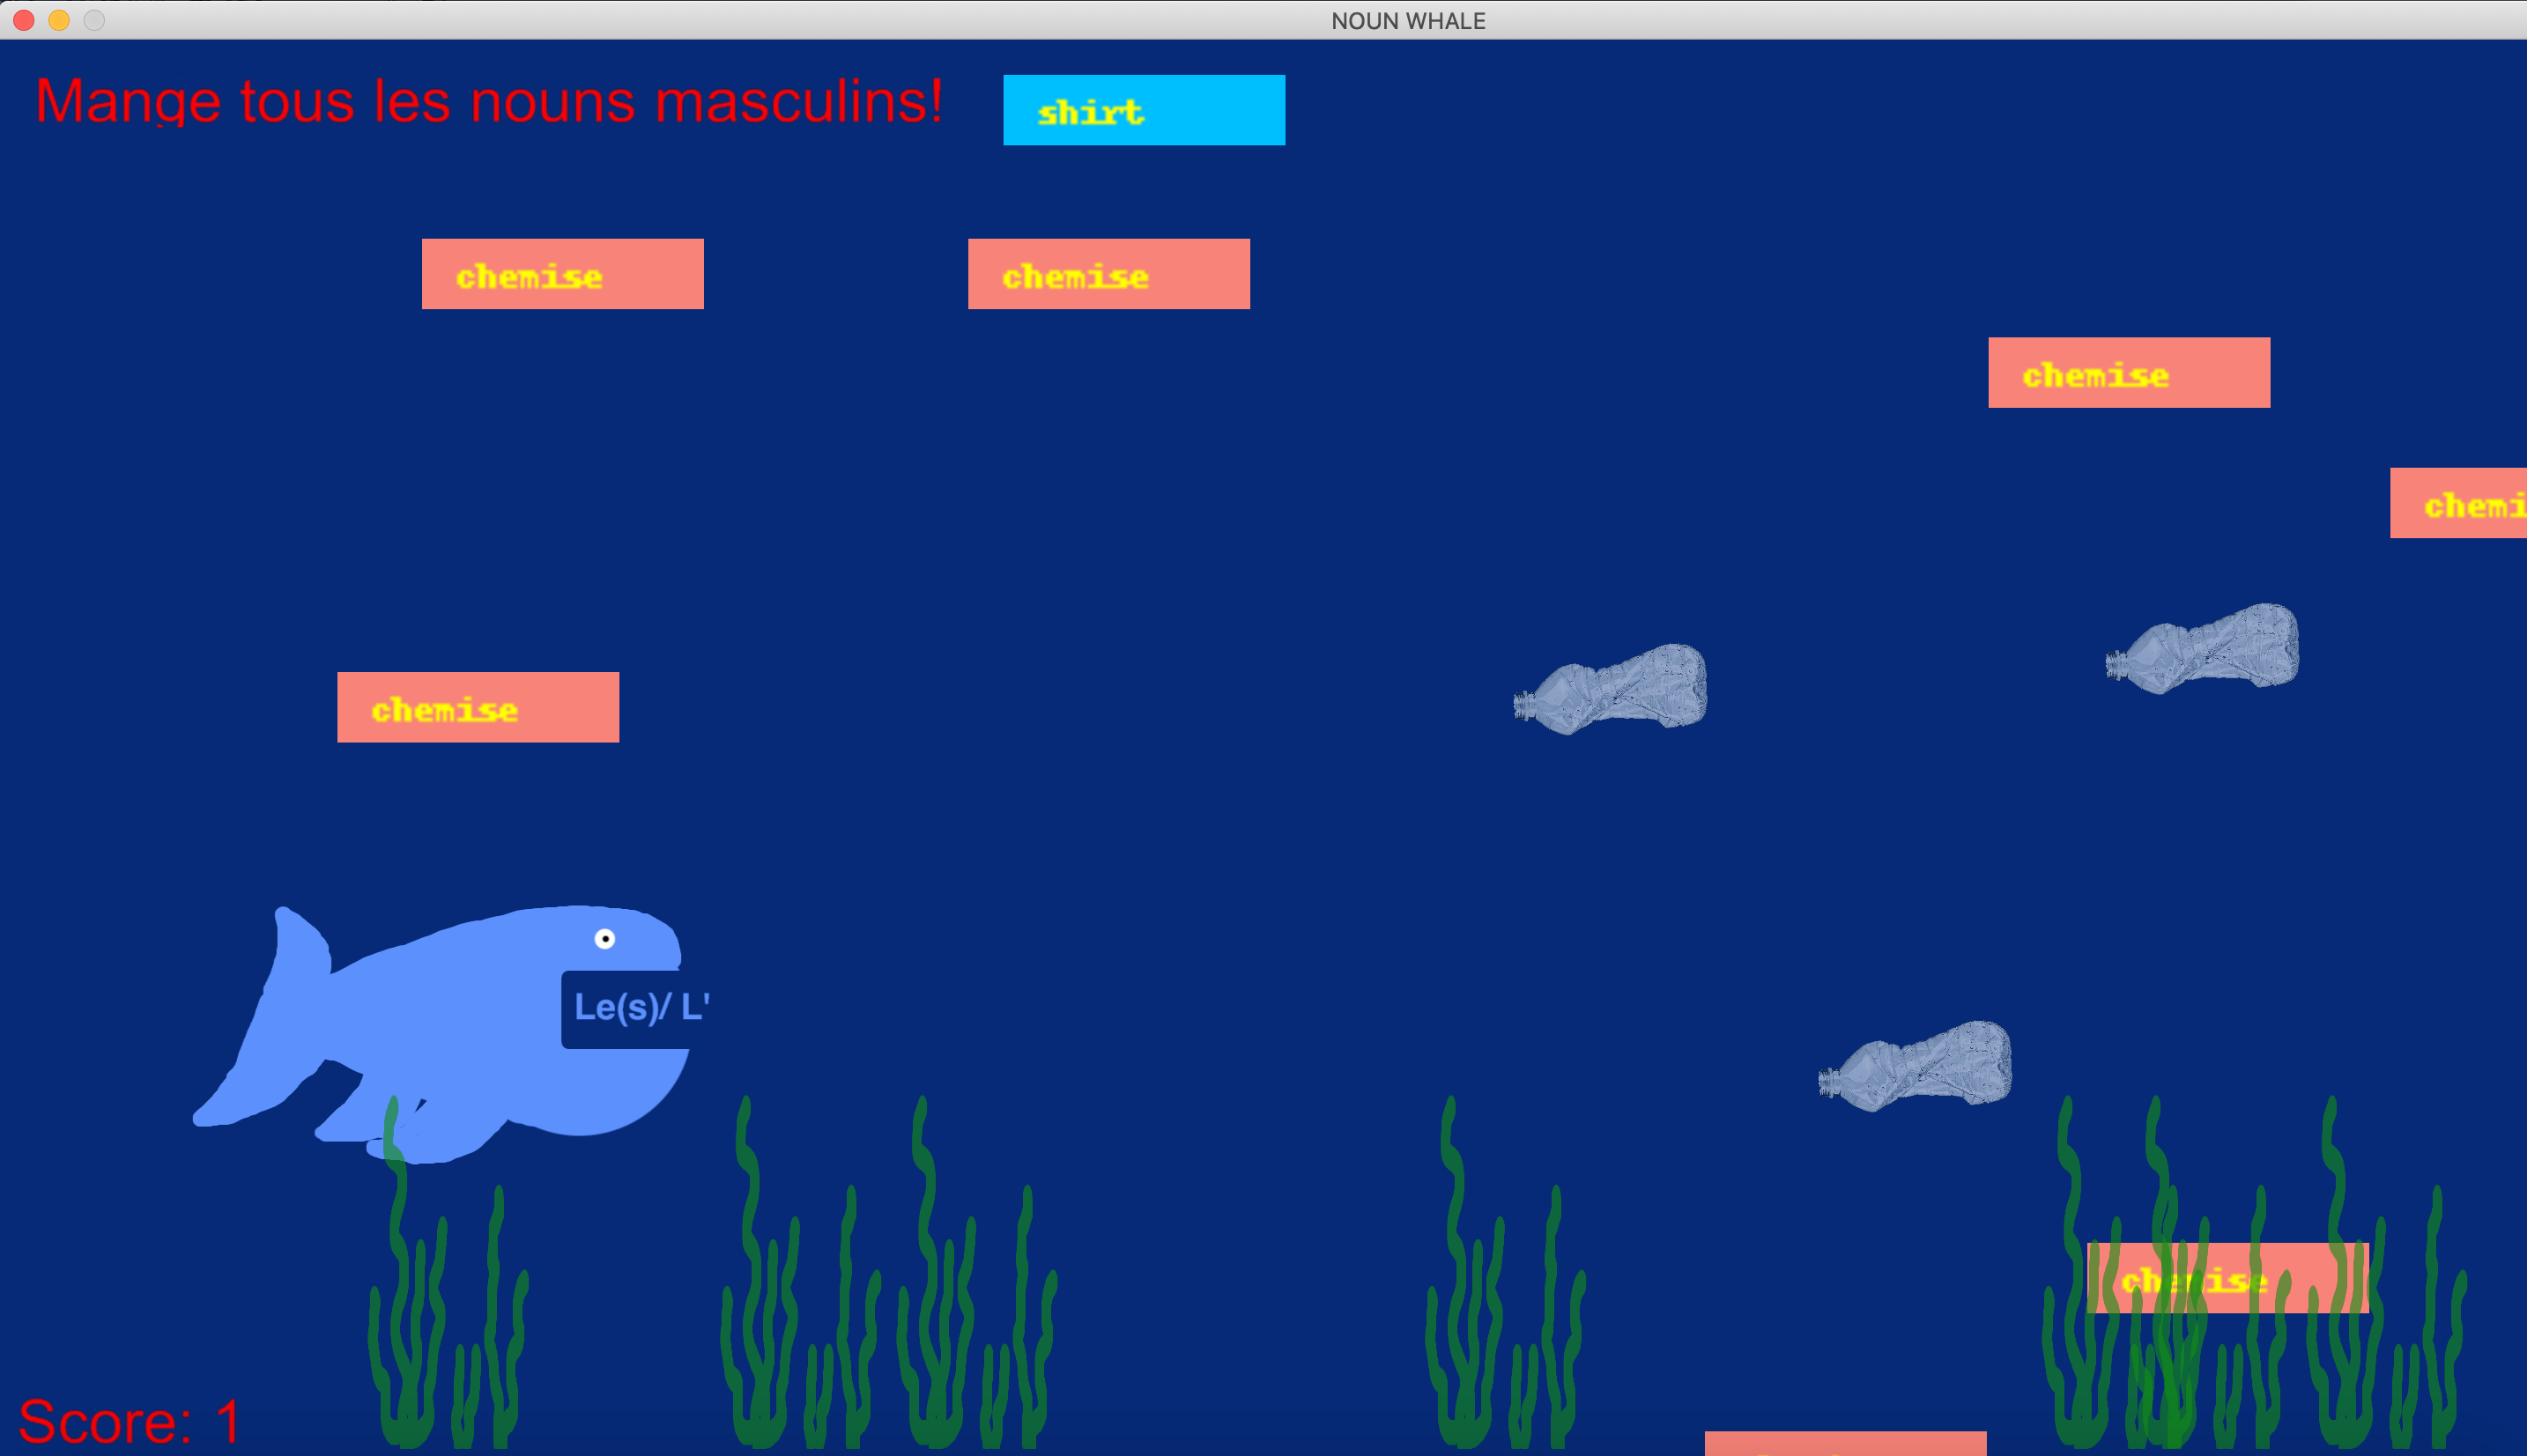 NOUN WHALE
Mange tous les nouns masculins!
shirt
chemise
chemise
chemise
chemi
chemise
Le(s)/ L'
chemise
Score: 1